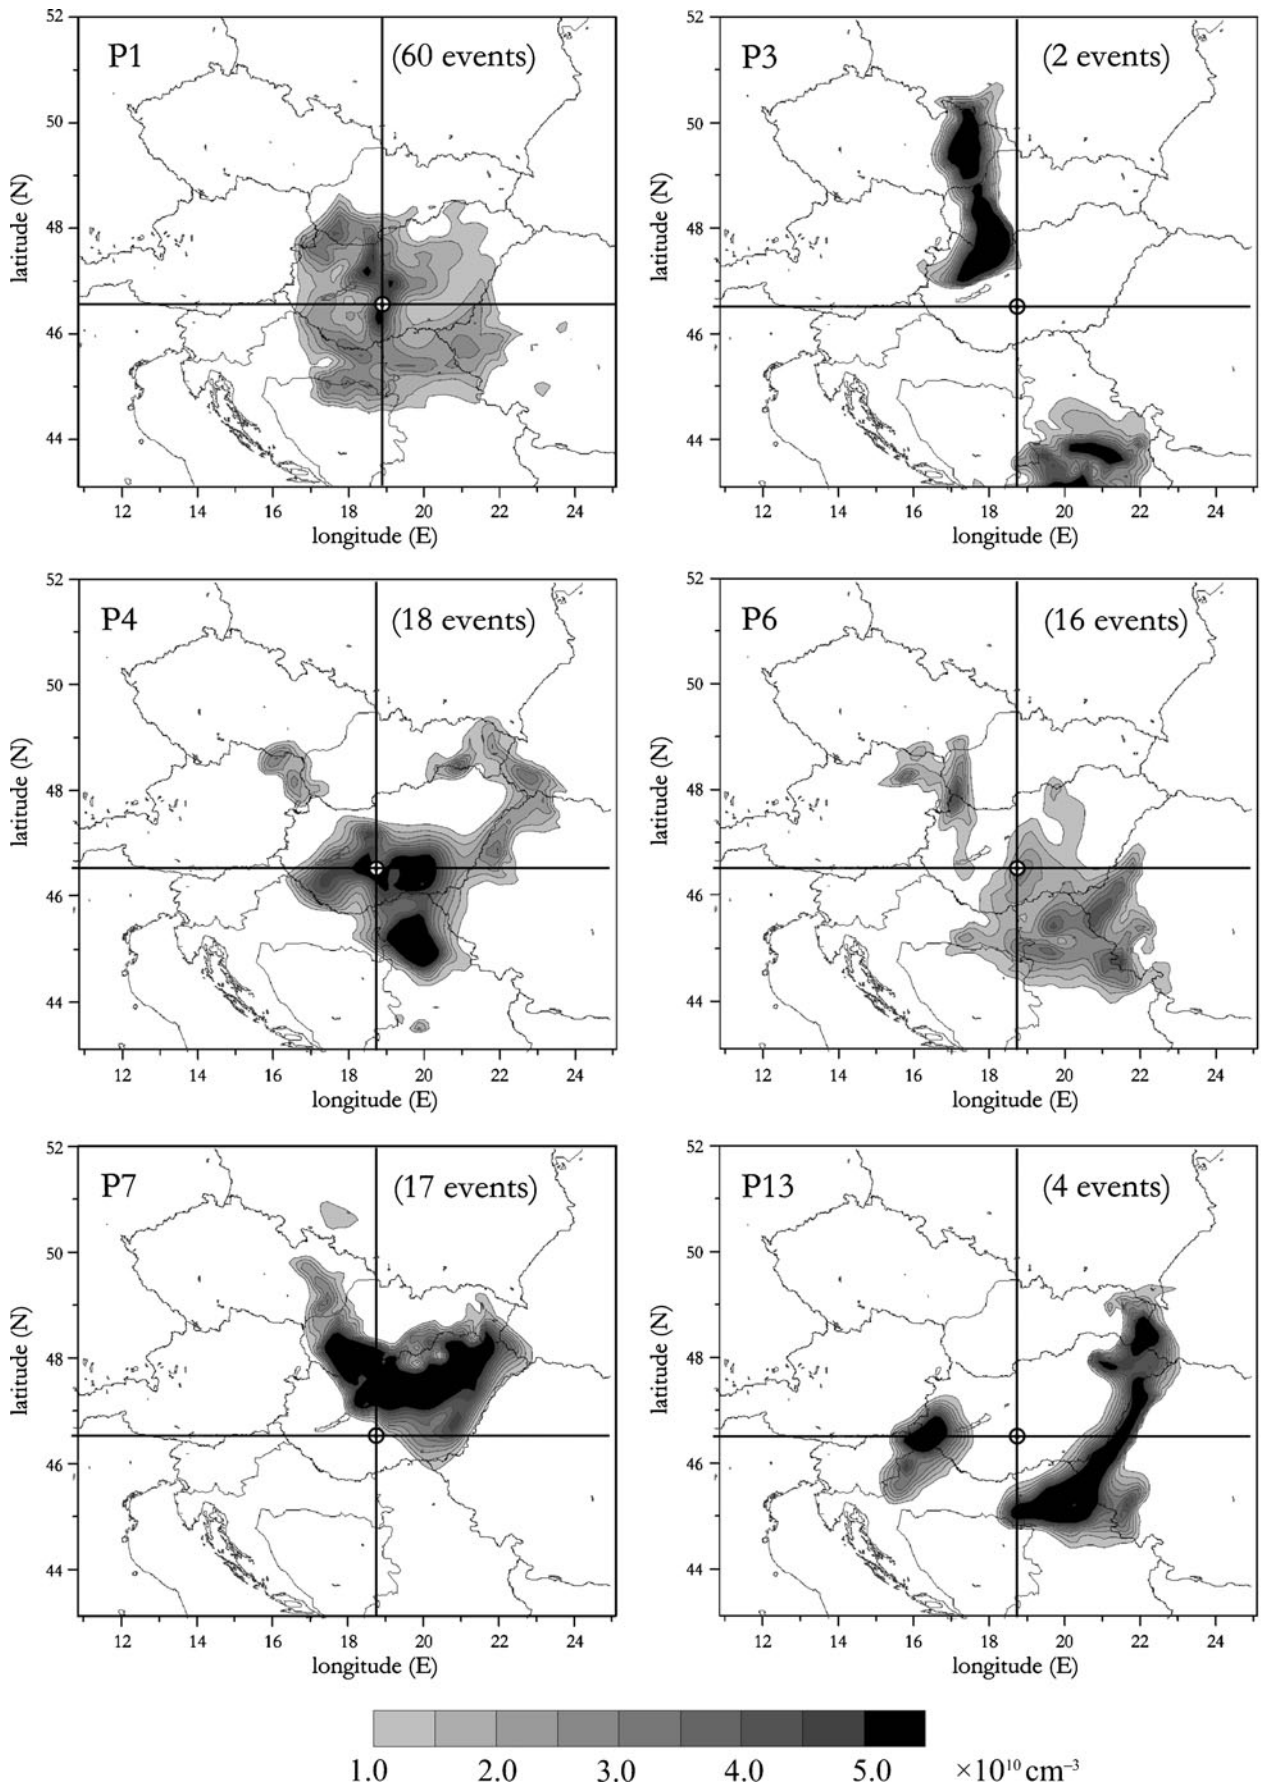 P1 (60 events)
52
50
48
46
44
latitude (N)
12 14 16 18 20 22 24
longitude (E)
P3 (2 events)
52
50
48
46
44
latitude (N)
12 14 16 18 20 22 24
longitude (E)
P4 (18 events)
52
50
48
46
44
latitude (N)
12 14 16 18 20 22 24
longitude (E)
P6 (16 events)
52
50
48
46
44
latitude (N)
12 14 16 18 20 22 24
longitude (E)
P7 (17 events)
52
50
48
46
44
latitude (N)
12 14 16 18 20 22 24
longitude (E)
P13 (4 events)
52
50
48
46
44
latitude (N)
12 14 16 18 20 22 24
longitude (E)
1.0 2.0 3.0 4.0 5.0 ×10¹⁰ cm⁻³